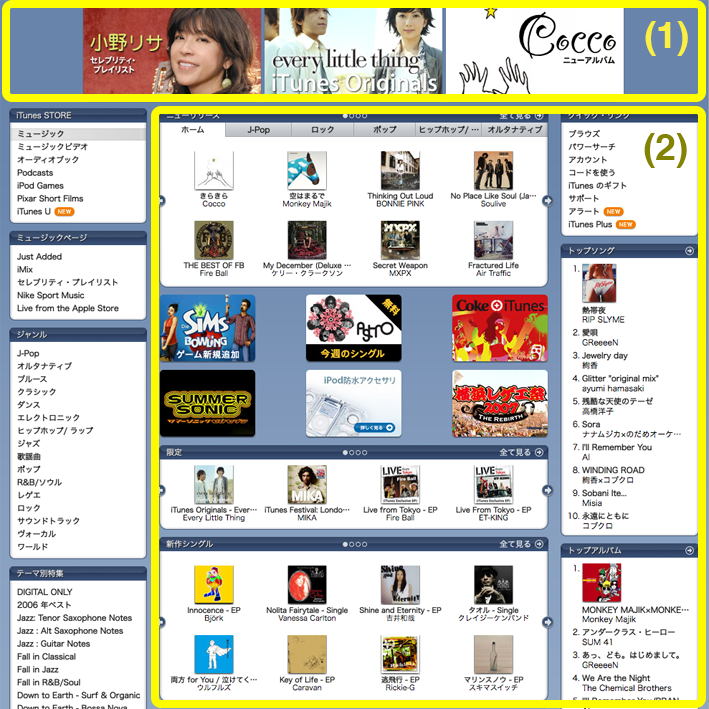 小野リサ
セレブリティ・
プレイリスト
every little thing
iTunes Originals
Cocco
ニューアルバム
(1)
iTunes STORE
ミュージック
ミュージックビデオ
オーディオブック
Podcasts
iPod Games
Pixar Short Films
iTunes U NEW
ミュージックページ
Just Added
iMix
セレブリティ・プレイリスト
Nike Sport Music
Live from the Apple Store
ジャンル
J-Pop
オルタナティブ
ブルース
クラシック
ダンス
エレクトロニック
ヒップホップ/ ラップ
ジャズ
歌謡曲
ポップ
R&B/ソウル
レゲエ
ロック
サウンドトラック
ヴォーカル
ワールド
テーマ別特集
DIGITAL ONLY
2006 年ベスト
Jazz: Tenor Saxophone Notes
Jazz : Alt Saxophone Notes
Jazz : Guitar Notes
Fall in Classical
Fall in Jazz
Fall in R&B/Soul
Down to Earth - Surf & Organic
Down to Earth - Bossa Nova
(2)
ニューリリース 全て見る
ホーム J-Pop ロック ポップ ヒップホップ/ … オルタナティブ
きらきら
Cocco
空はまるで
Monkey Majik
Thinking Out Loud
BONNIE PINK
No Place Like Soul (Ja…
Soulive
THE BEST OF FB
Fire Ball
My December (Deluxe …
ケリー・クラークソン
Secret Weapon
MXPX
Fractured Life
Air Traffic
The SIMS BOWLING
ゲーム新規追加
無料
今週のシングル
Coke iTunes
SUMMER SONIC
サマーソニック
iPod防水アクセサリ
詳しく見る
横浜レゲエ祭
2007
THE REBIRTH
限定 全て見る
iTunes Originals - Ever…
Every Little Thing
MIKA
iTunes Festival: Londo…
MIKA
LIVE from Tokyo
Fire Ball
Live from Tokyo - EP
Fire Ball
LIVE from Tokyo
Live From Tokyo - EP
ET-KING
新作シングル 全て見る
Innocence - EP
Björk
Nolita Fairytale - Single
Vanessa Carlton
Shine and Eternity - EP
吉井和哉
タオル - Single
クレイジーケンバンド
両方 for You / 泣けてく…
ウルフルズ
Key of Life - EP
Caravan
逃飛行 - EP
Rickie-G
マリンスノウ - EP
スキマスイッチ
クイック・リンク
ブラウズ
パワーサーチ
アカウント
コードを使う
iTunes のギフト
サポート
アラート NEW
iTunes Plus NEW
トップソング
1.
熱帯夜
RIP SLYME
2. 愛唄
GReeeeN
3. Jewelry day
絢香
4. Glitter "original mix"
ayumi hamasaki
5. 残酷な天使のテーゼ
高橋洋子
6. Sora
ナナムジカ×のだめオーケ…
7. I'll Remember You
AI
8. WINDING ROAD
絢香×コブクロ
9. Sobani Ite...
Misia
10. 永遠にともに
コブクロ
トップアルバム
1.
MONKEY MAJIK×MONKE…
Monkey Majik
2. アンダークラス・ヒーロー
SUM 41
3. あっ、ども。はじめまして。
GReeeeN
4. We Are the Night
The Chemical Brothers